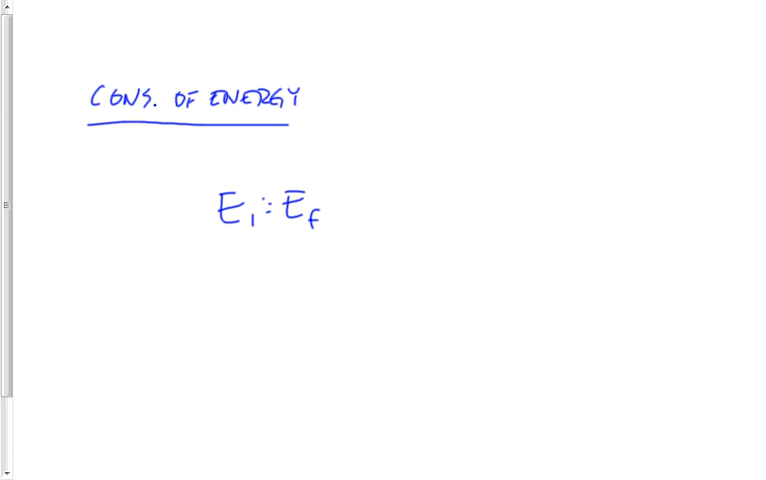 CONS. OF ENERGY
Ei = Ef